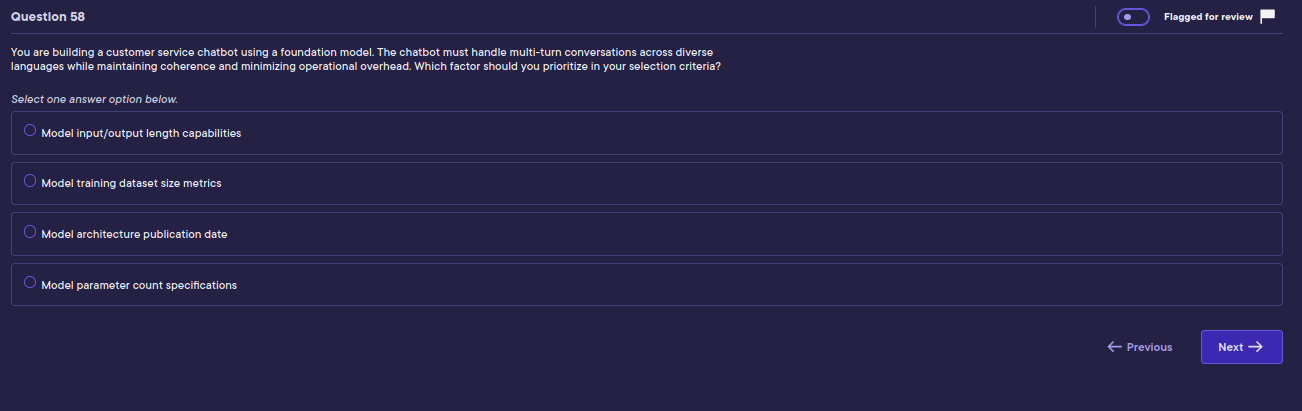 Question 58
Flagged for review
You are building a customer service chatbot using a foundation model. The chatbot must handle multi-turn conversations across diverse
languages while maintaining coherence and minimizing operational overhead. Which factor should you prioritize in your selection criteria?
Select one answer option below.
Model input/output length capabilities
Model training dataset size metrics
Model architecture publication date
Model parameter count specifications
Previous
Next